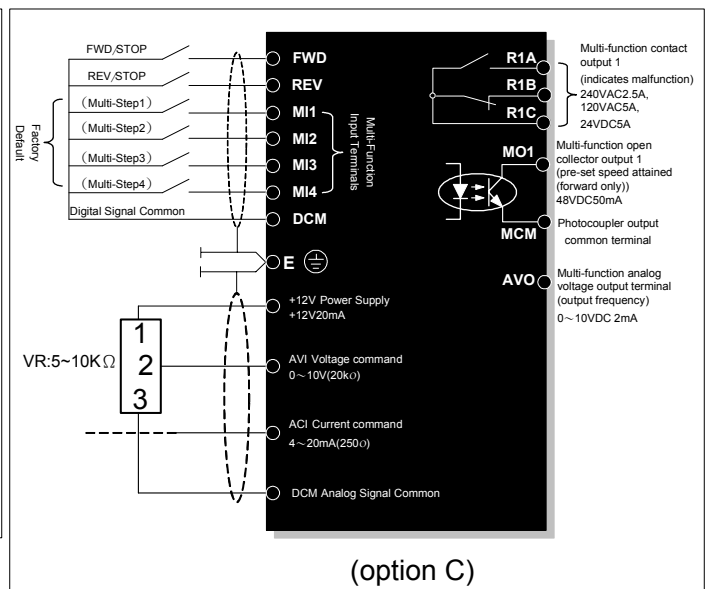 FWD/STOP
REV/STOP
(Multi-Step1)
(Multi-Step2)
(Multi-Step3)
(Multi-Step4)
Factory
Default
Digital Signal Common
FWD
REV
MI1
MI2
MI3
MI4
DCM
Multi-Function
Input Terminals
E
+12V Power Supply
+12V20mA
VR:5~10KΩ
1
2
3
AVI Voltage command
0~10V(20kο)
ACI Current command
4~20mA(250ο)
DCM Analog Signal Common
R1A
R1B
R1C
Multi-function contact
output 1
(indicates malfunction)
240VAC2.5A,
120VAC5A,
24VDC5A
MO1
MCM
Multi-function open
collector output 1
(pre-set speed attained
(forward only))
48VDC50mA
Photocoupler output
common terminal
AVO
Multi-function analog
voltage output terminal
(output frequency)
0~10VDC 2mA
(option C)